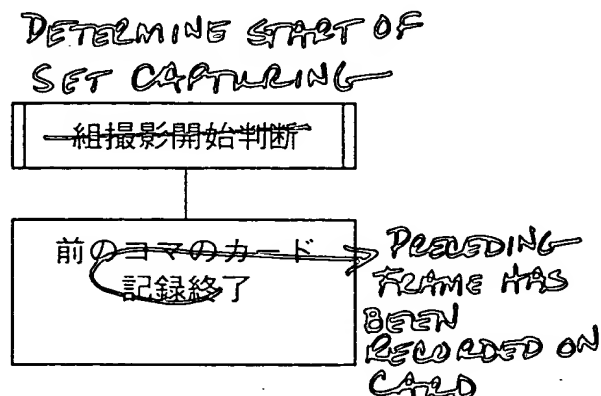 DETERMINE START OF
SET CAPTURING
組撮影開始判断
前のコマのカード
記録終了
PRECEDING
FRAME HAS
BEEN
RECORDED ON
CARD